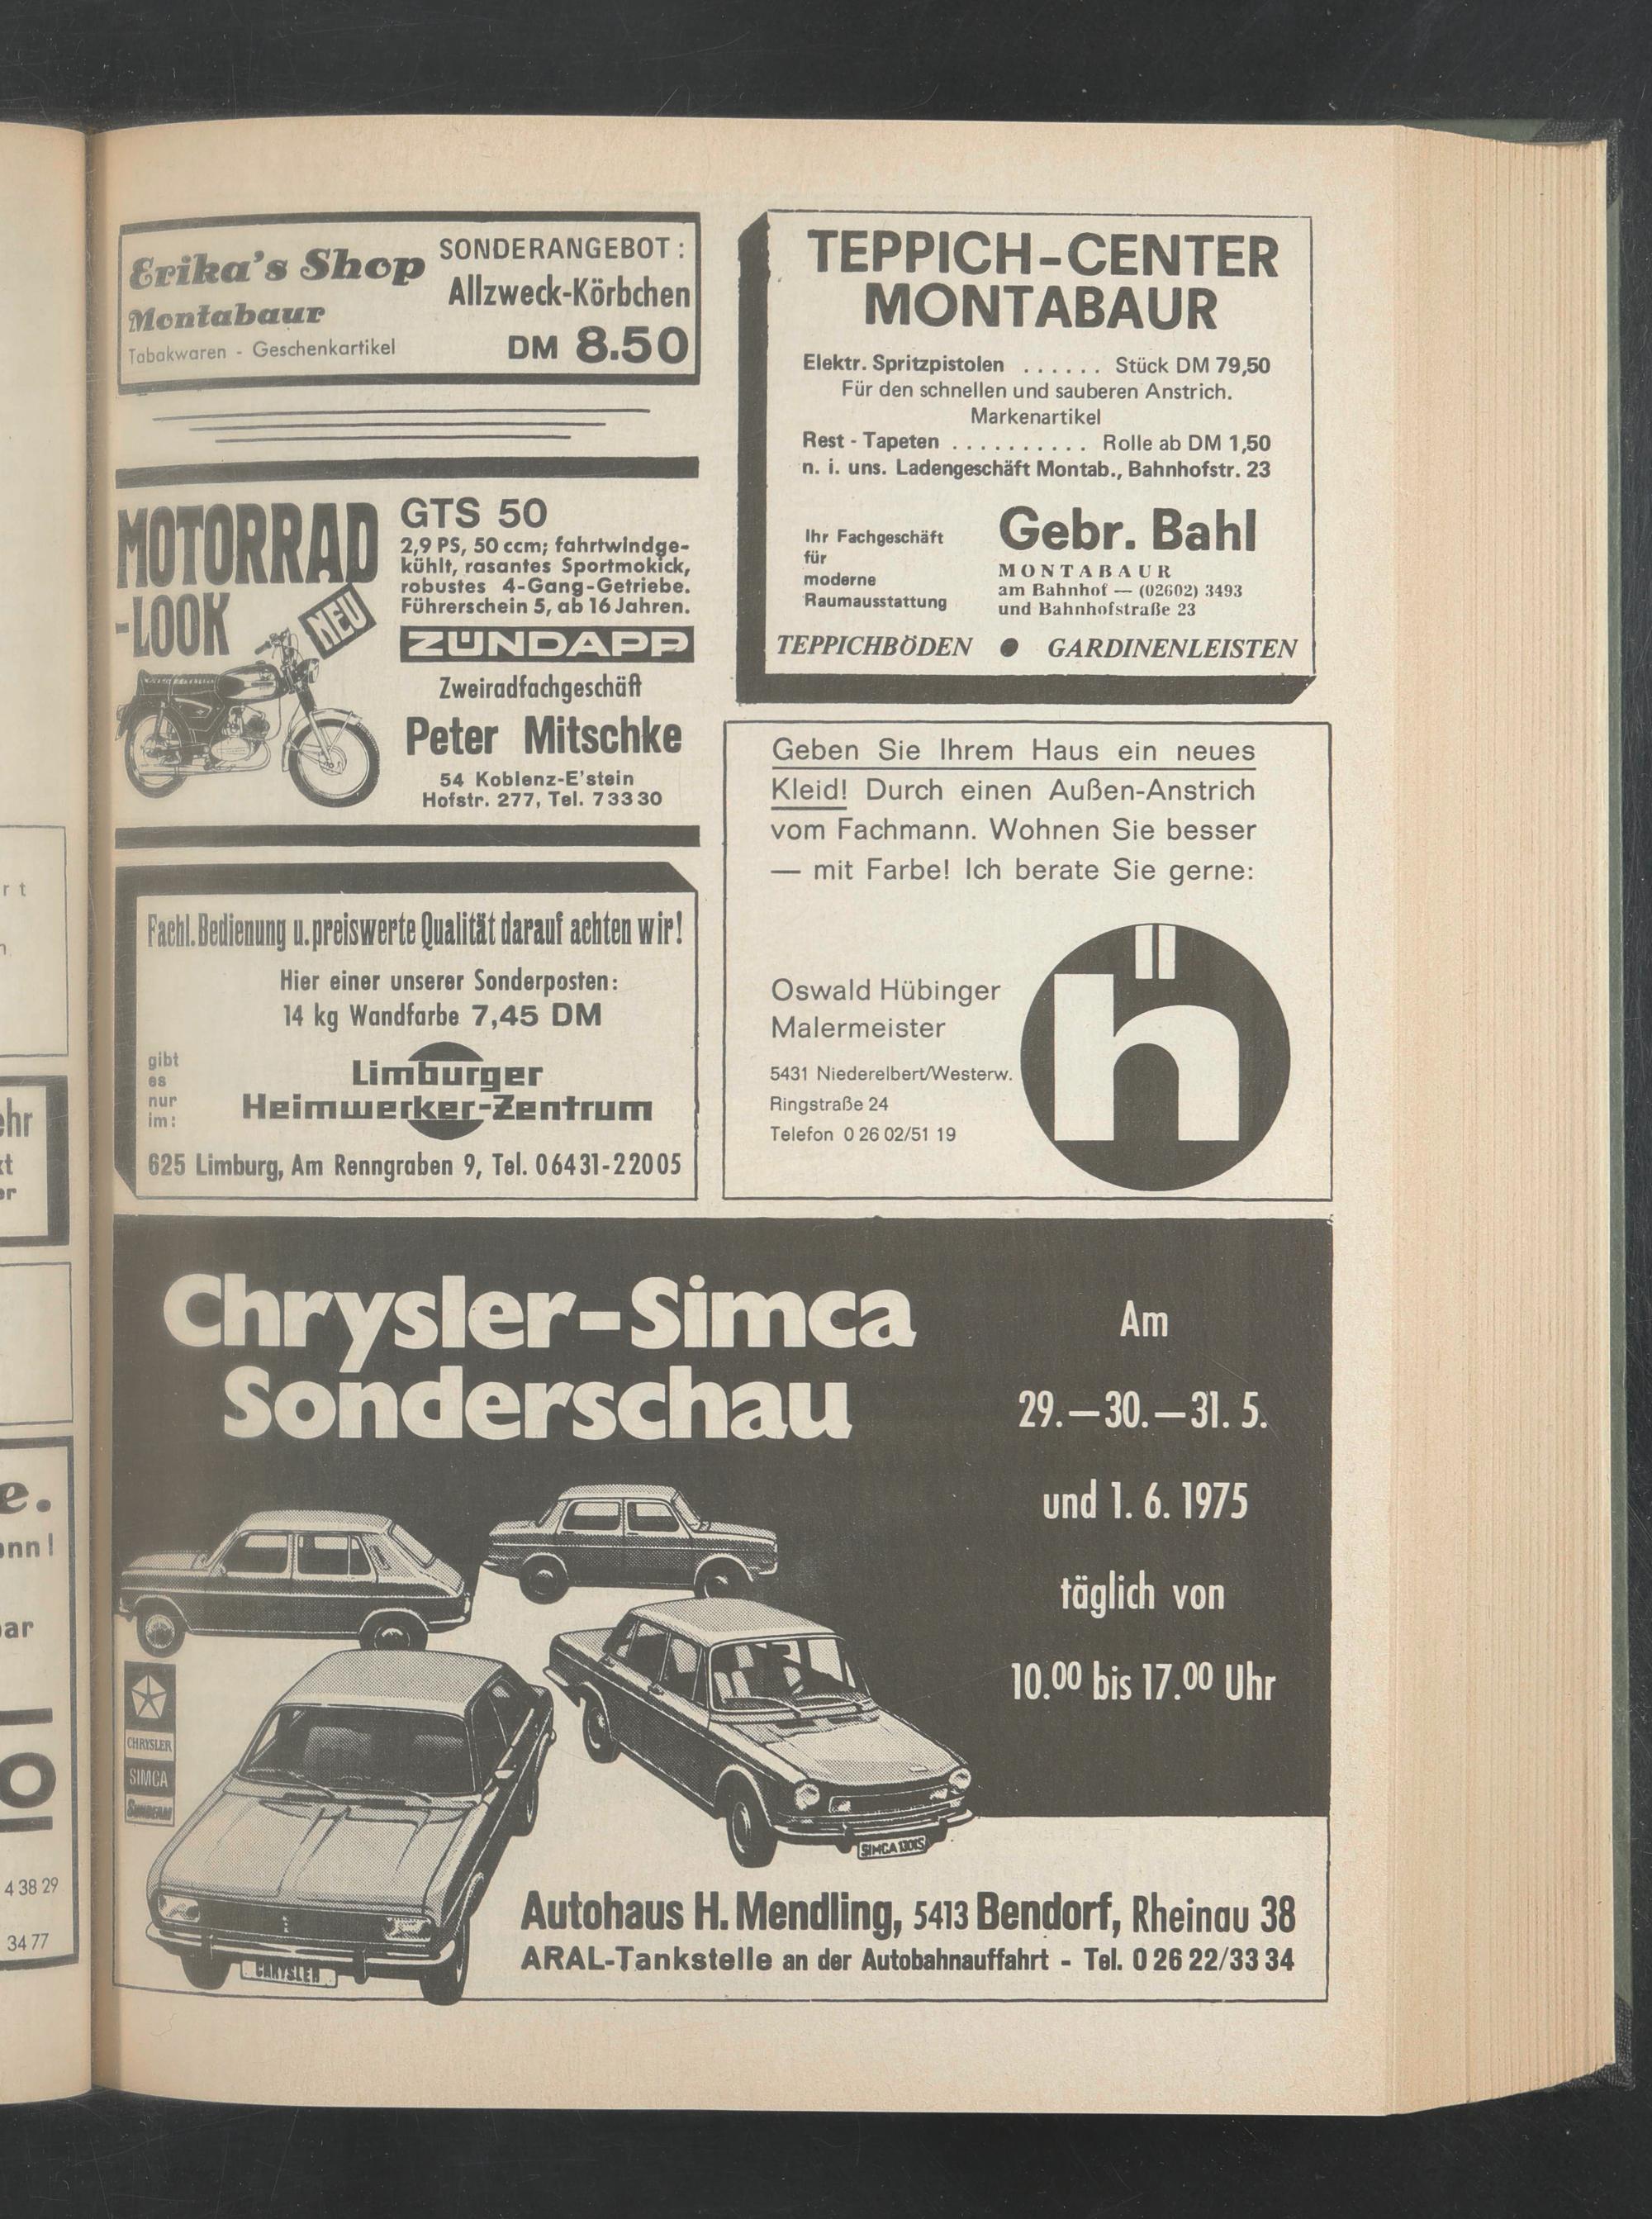 Erika's Shop
Montabaur
Tabakwaren - Geschenkartikel
SONDERANGEBOT:
Allzweck-Körbchen
DM 8.50
MOTORRAD
-LOOK
NEU
GTS 50
2,9 PS, 50 ccm; fahrtwindge-
kühlt, rasantes Sportmokick,
robustes 4-Gang-Getriebe.
Führerschein 5, ab 16 Jahren.
ZÜNDAPP
Zweiradfachgeschäft
Peter Mitschke
54 Koblenz-E'stein
Hofstr. 277, Tel. 733 30
Fachl. Bedienung u. preiswerte Qualität darauf achten wir!
Hier einer unserer Sonderposten:
14 kg Wandfarbe 7,45 DM
gibt
es
nur
im:
Limburger
Heimwerker-Zentrum
625 Limburg, Am Renngraben 9, Tel. 06431-22005
TEPPICH-CENTER
MONTABAUR
Elektr. Spritzpistolen ...... Stück DM 79,50
Für den schnellen und sauberen Anstrich.
Markenartikel
Rest - Tapeten .......... Rolle ab DM 1,50
n. i. uns. Ladengeschäft Montab., Bahnhofstr. 23
Ihr Fachgeschäft
für
moderne
Raumausstattung
Gebr. Bahl
MONTABAUR
am Bahnhof — (02602) 3493
und Bahnhofstraße 23
TEPPICHBÖDEN ● GARDINENLEISTEN
Geben Sie Ihrem Haus ein neues
Kleid! Durch einen Außen-Anstrich
vom Fachmann. Wohnen Sie besser
— mit Farbe! Ich berate Sie gerne:
Oswald Hübinger
Malermeister
5431 Niederelbert/Westerw.
Ringstraße 24
Telefon 0 26 02/51 19
ḧ
Chrysler-Simca
Sonderschau
Am
29.—30.—31. 5.
und 1. 6. 1975
täglich von
10.00 bis 17.00 Uhr
CHRYSLER
SIMCA
SUNBEAM
SIMCA 1301S
CHRYSLER
Autohaus H. Mendling, 5413 Bendorf, Rheinau 38
ARAL-Tankstelle an der Autobahnauffahrt - Tel. 0 26 22/33 34
4 38 29
34 77